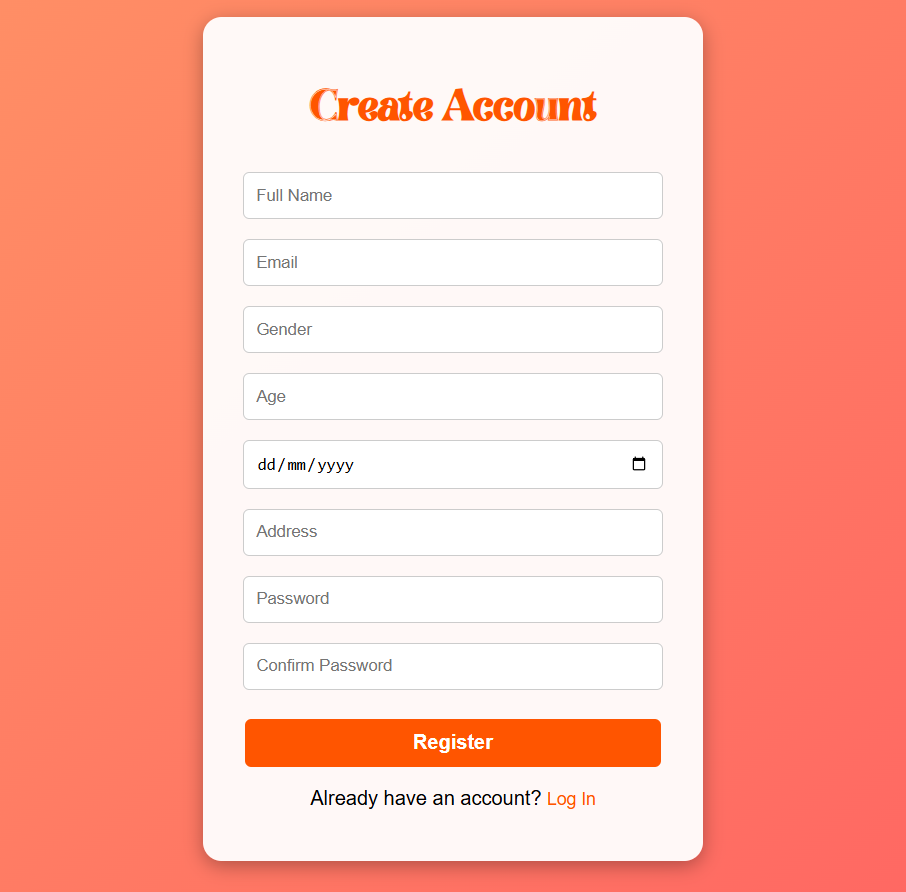 Create Account
Full Name
Email
Gender
Age
dd/mm/yyyy
Address
Password
Confirm Password
Register
Already have an account? Log In